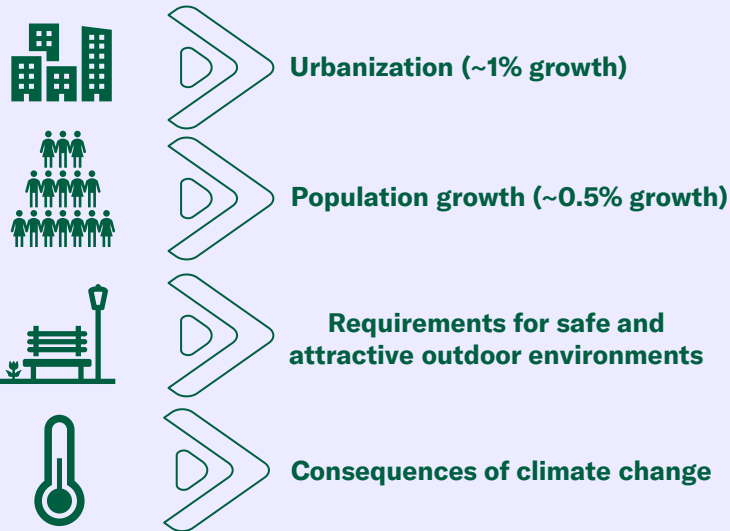 Urbanization (~1% growth)
Population growth (~0.5% growth)
Requirements for safe and
attractive outdoor environments
Consequences of climate change